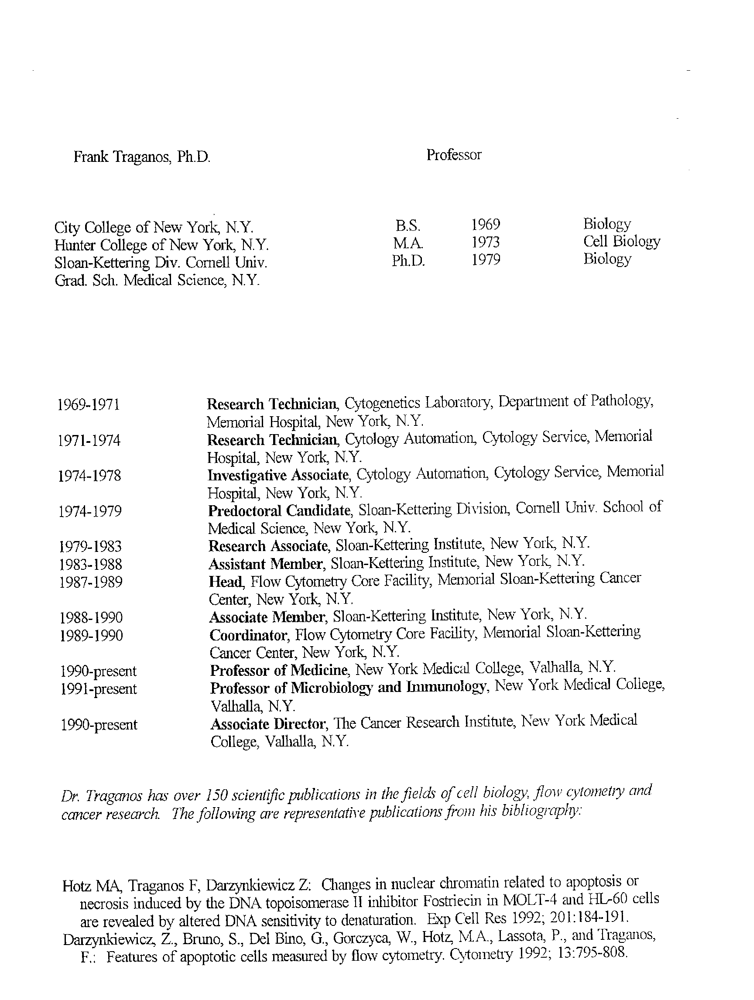 Frank Traganos, Ph.D. Professor
City College of New York, N.Y. B.S. 1969 Biology
Hunter College of New York, N.Y. M.A. 1973 Cell Biology
Sloan-Kettering Div. Cornell Univ. Ph.D. 1979 Biology
Grad. Sch. Medical Science, N.Y.
1969-1971 Research Technician, Cytogenetics Laboratory, Department of Pathology,
Memorial Hospital, New York, N.Y.
1971-1974 Research Technician, Cytology Automation, Cytology Service, Memorial
Hospital, New York, N.Y.
1974-1978 Investigative Associate, Cytology Automation, Cytology Service, Memorial
Hospital, New York, N.Y.
1974-1979 Predoctoral Candidate, Sloan-Kettering Division, Cornell Univ. School of
Medical Science, New York, N.Y.
1979-1983 Research Associate, Sloan-Kettering Institute, New York, N.Y.
1983-1988 Assistant Member, Sloan-Kettering Institute, New York, N.Y.
1987-1989 Head, Flow Cytometry Core Facility, Memorial Sloan-Kettering Cancer
Center, New York, N.Y.
1988-1990 Associate Member, Sloan-Kettering Institute, New York, N.Y.
1989-1990 Coordinator, Flow Cytometry Core Facility, Memorial Sloan-Kettering
Cancer Center, New York, N.Y.
1990-present Professor of Medicine, New York Medical College, Valhalla, N.Y.
1991-present Professor of Microbiology and Immunology, New York Medical College,
Valhalla, N.Y.
1990-present Associate Director, The Cancer Research Institute, New York Medical
College, Valhalla, N.Y.
Dr. Traganos has over 150 scientific publications in the fields of cell biology, flow cytometry and
cancer research. The following are representative publications from his bibliography:
Hotz MA, Traganos F, Darzynkiewicz Z: Changes in nuclear chromatin related to apoptosis or
necrosis induced by the DNA topoisomerase II inhibitor Fostriecin in MOLT-4 and HL-60 cells
are revealed by altered DNA sensitivity to denaturation. Exp Cell Res 1992; 201:184-191.
Darzynkiewicz, Z., Bruno, S., Del Bino, G., Gorczyca, W., Hotz, M.A., Lassota, P., and Traganos,
F.: Features of apoptotic cells measured by flow cytometry. Cytometry 1992; 13:795-808.